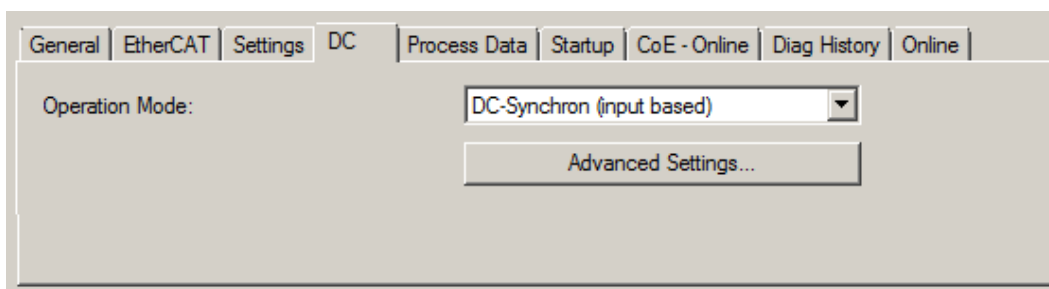 General EtherCAT Settings DC Process Data Startup CoE - Online Diag History Online
Operation Mode: DC-Synchron (input based)
Advanced Settings...